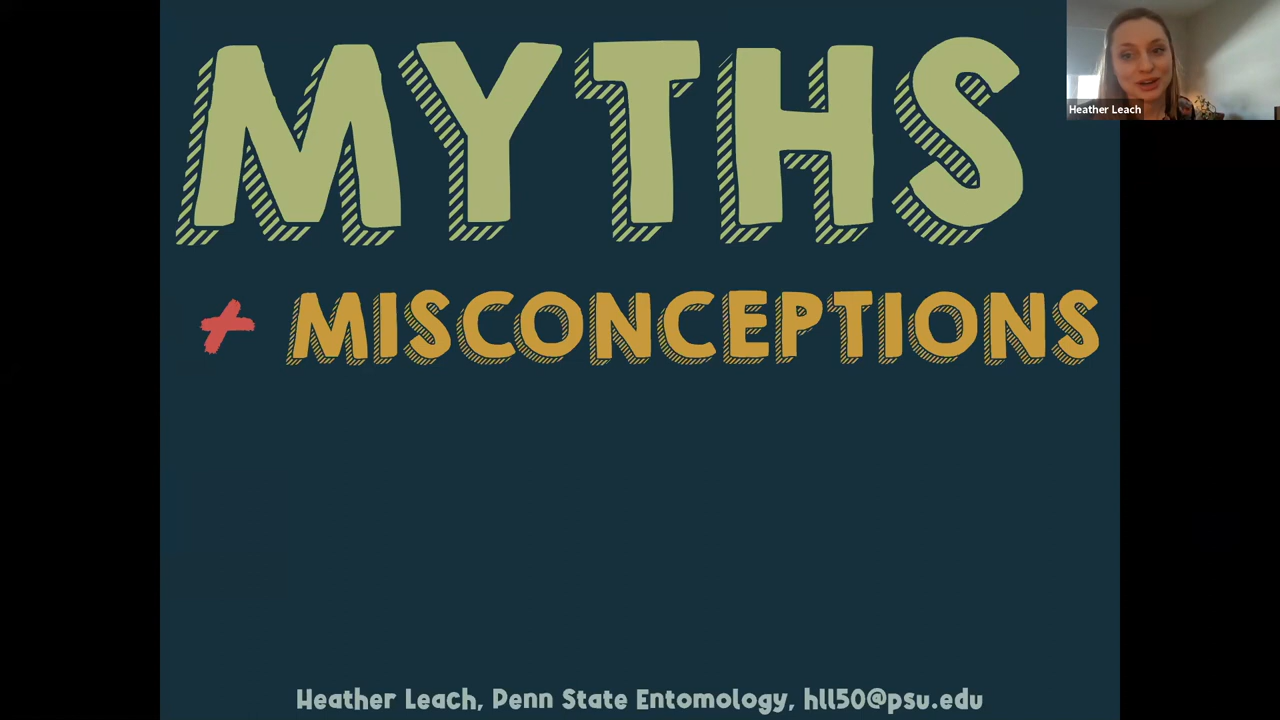 MYTHS
Heather Leach
+ MISCONCEPTIONS
Heather Leach, Penn State Entomology, hll50@psu.edu